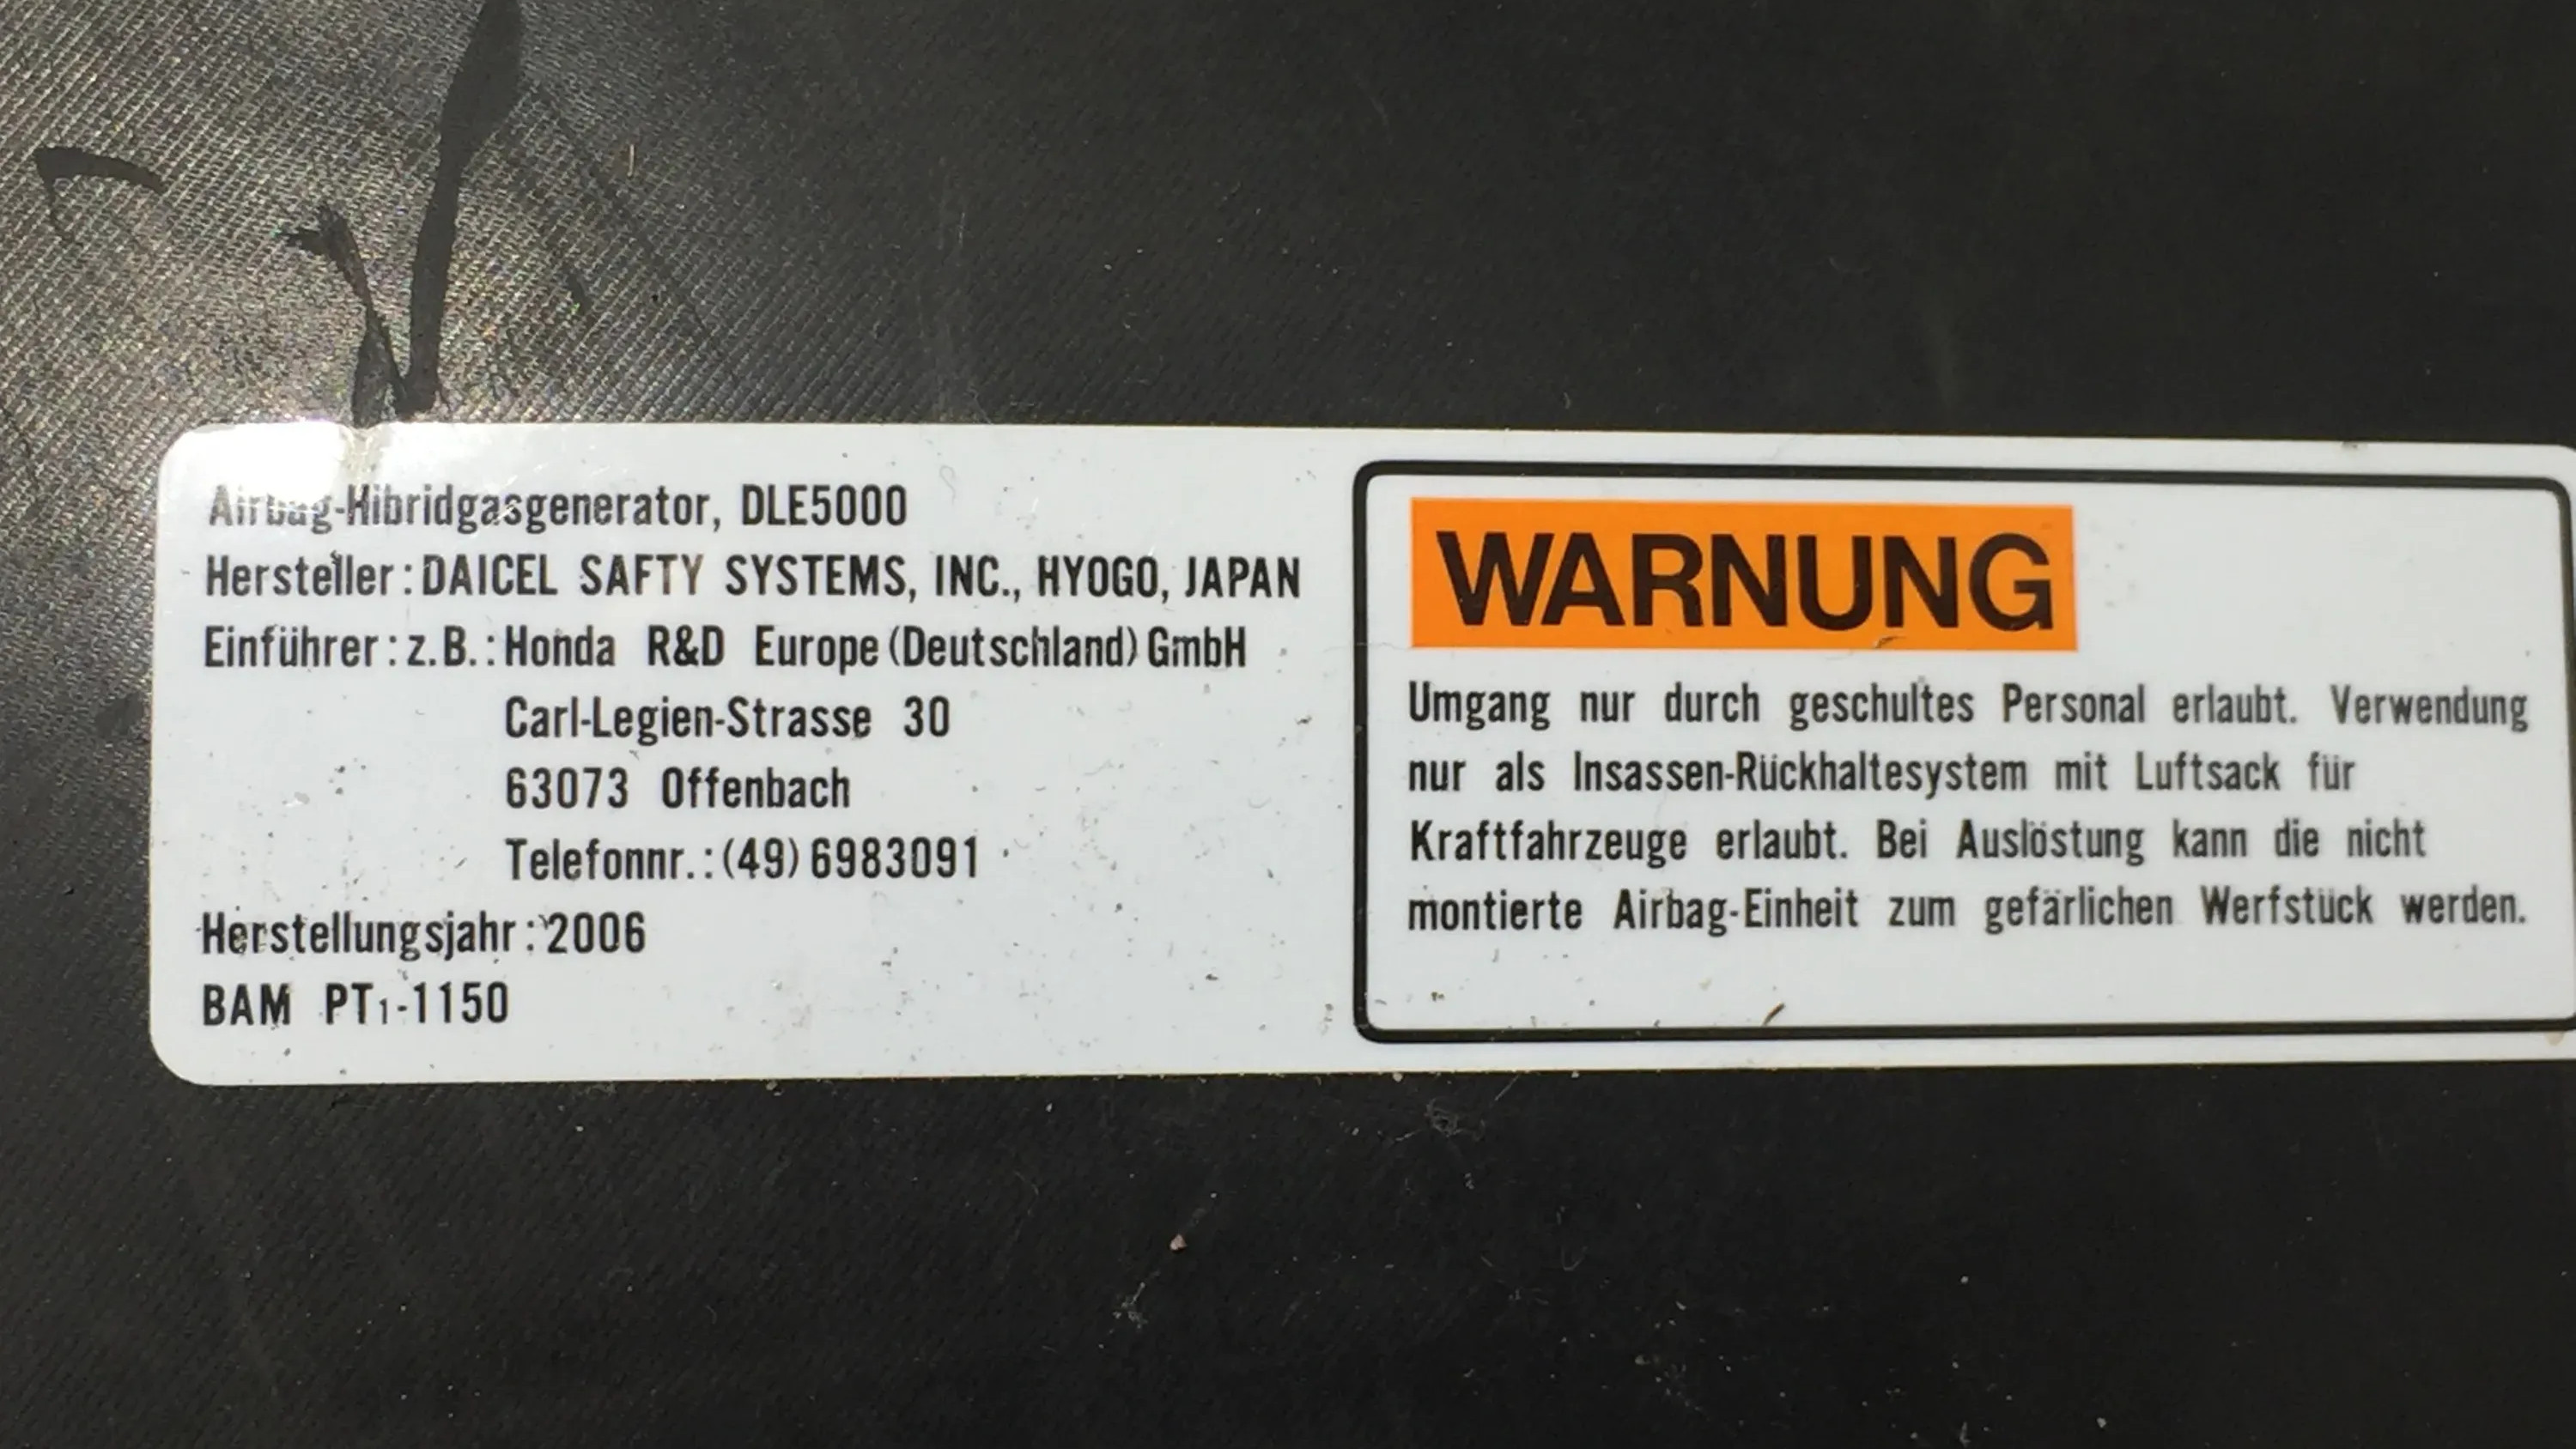 Airbag-Hibridgasgenerator, DLE5000
Hersteller: DAICEL SAFTY SYSTEMS, INC., HYOGO, JAPAN
Einführer: z.B.: Honda R&D Europe (Deutschland) GmbH
Carl-Legien-Strasse 30
63073 Offenbach
Telefonnr.: (49) 6983091
Herstellungsjahr: 2006
BAM PT1-1150
WARNUNG
Umgang nur durch geschultes Personal erlaubt. Verwendung
nur als Insassen-Rückhaltesystem mit Luftsack für
Kraftfahrzeuge erlaubt. Bei Auslöstung kann die nicht
montierte Airbag-Einheit zum gefärlichen Werfstück werden.